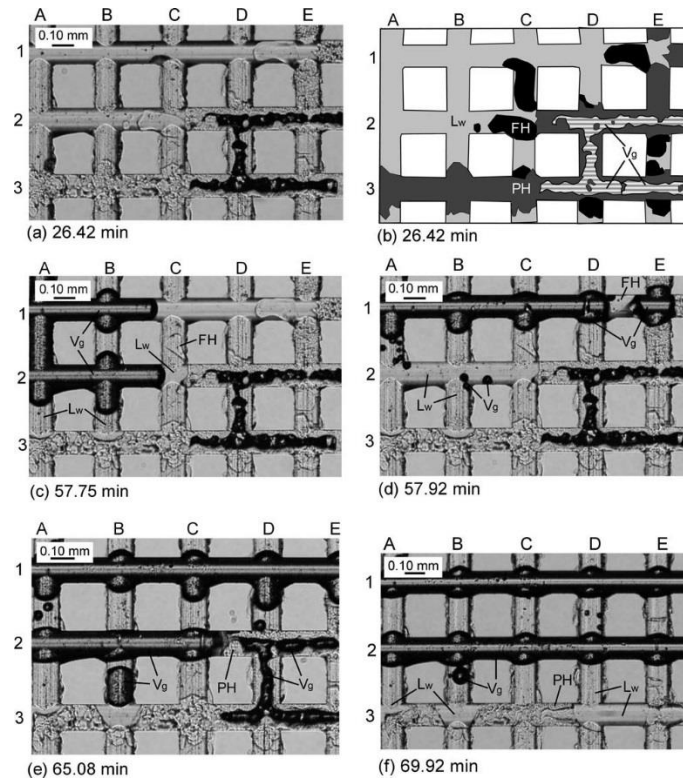 A B C D E
0.10 mm
1
2
3
(a) 26.42 min
A B C D E
1
2
3
Lw
FH
PH
Vg
(b) 26.42 min
A B C D E
0.10 mm
1
2
3
Vg
Lw
FH
Lw
(c) 57.75 min
A B C D E
0.10 mm
1
2
3
FH
Vg
Lw
Vg
(d) 57.92 min
A B C D E
0.10 mm
1
2
3
Vg
PH
Vg
(e) 65.08 min
A B C D E
0.10 mm
1
2
3
Vg
PH
Lw
Lw
(f) 69.92 min